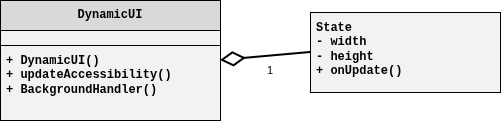 DynamicUI
+ DynamicUI()
+ updateAccessibility()
+ BackgroundHandler()
1
State
- width
- height
+ onUpdate()